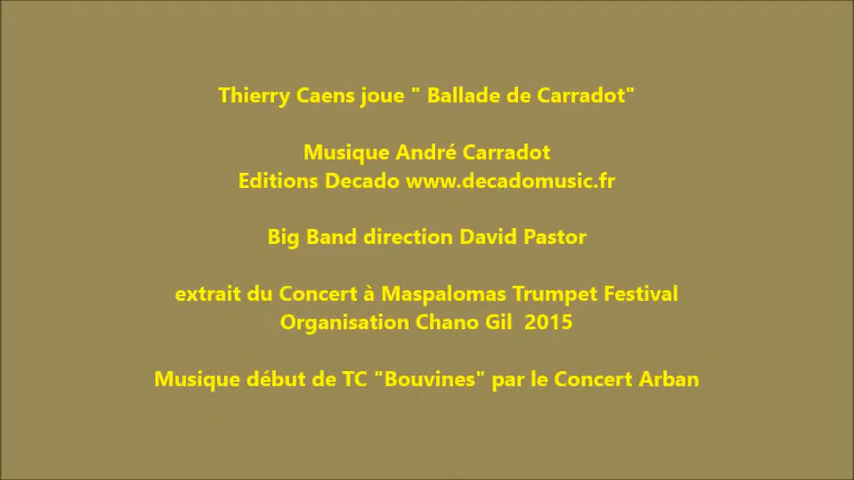 Thierry Caens joue " Ballade de Carradot"
Musique André Carradot
Editions Decado www.decadomusic.fr
Big Band direction David Pastor
extrait du Concert à Maspalomas Trumpet Festival
Organisation Chano Gil  2015
Musique début de TC "Bouvines" par le Concert Arban